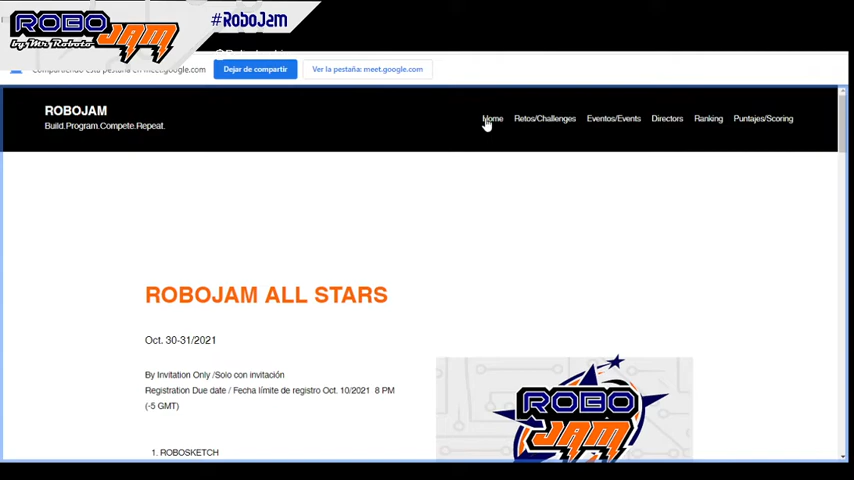 ROBO
JAM
by Mr Roboto
#RoboJam
Compartiendo esta pestaña en meet.google.com
Dejar de compartir
Ver la pestaña: meet.google.com
ROBOJAM
Build.Program.Compete.Repeat.
Home
Retos/Challenges
Eventos/Events
Directors
Ranking
Puntajes/Scoring
ROBOJAM ALL STARS
Oct. 30-31/2021
By Invitation Only /Solo con invitación
Registration Due date / Fecha límite de registro Oct. 10/2021 8 PM
(-5 GMT)
1. ROBOSKETCH
ROBO
JAM